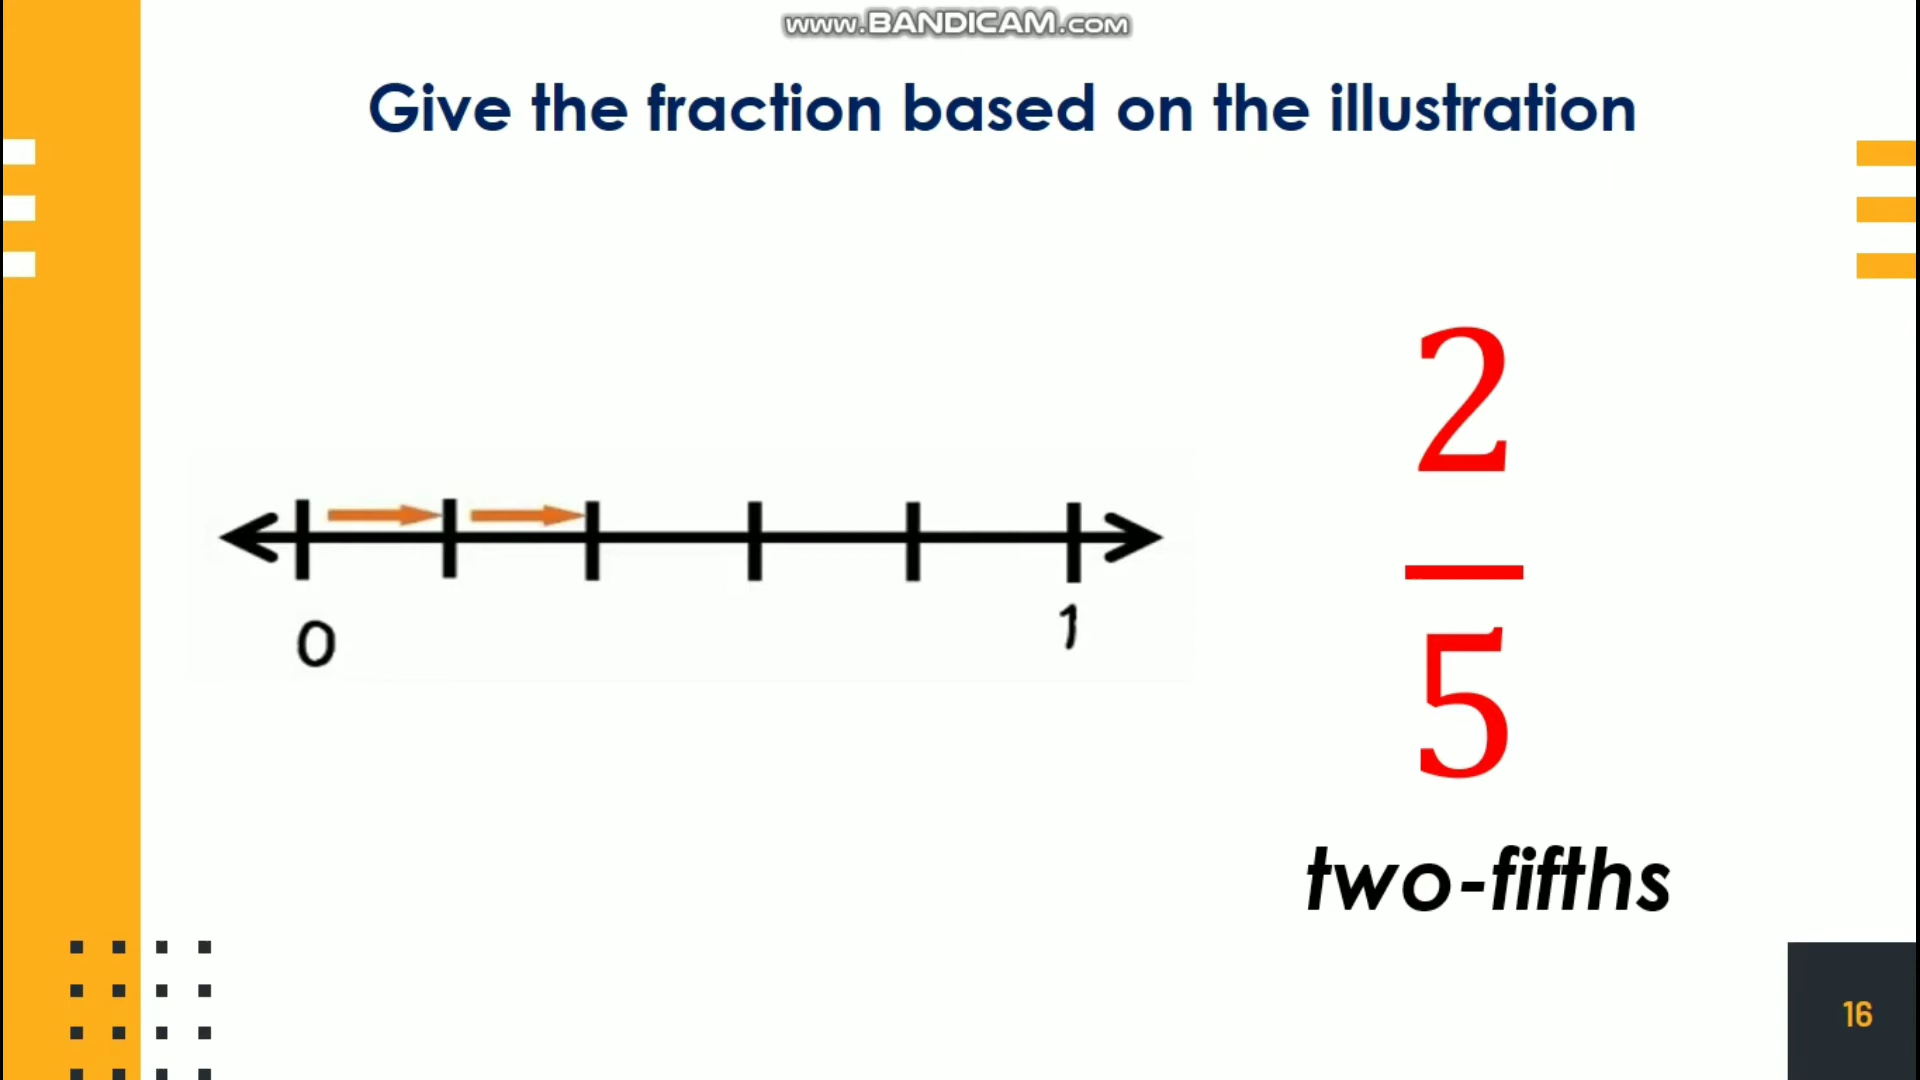 www.BANDICAM.com
Give the fraction based on the illustration
2
5
0
1
two-fifths
16